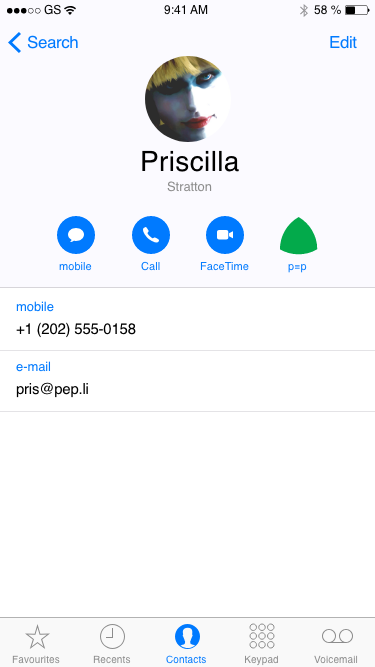 GS 9:41 AM 58 %
Search Edit
Priscilla
Stratton
mobile Call FaceTime p≡p
mobile
+1 (202) 555-0158
e-mail
pris@pep.li
Favourites Recents Contacts Keypad Voicemail